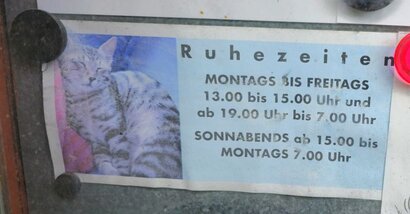 Ruhezeiten
MONTAGS BIS FREITAGS
13.00 bis 15.00 Uhr und
ab 19.00 Uhr bis 7.00 Uhr
SONNABENDS ab 15.00 bis
MONTAGS 7.00 Uhr